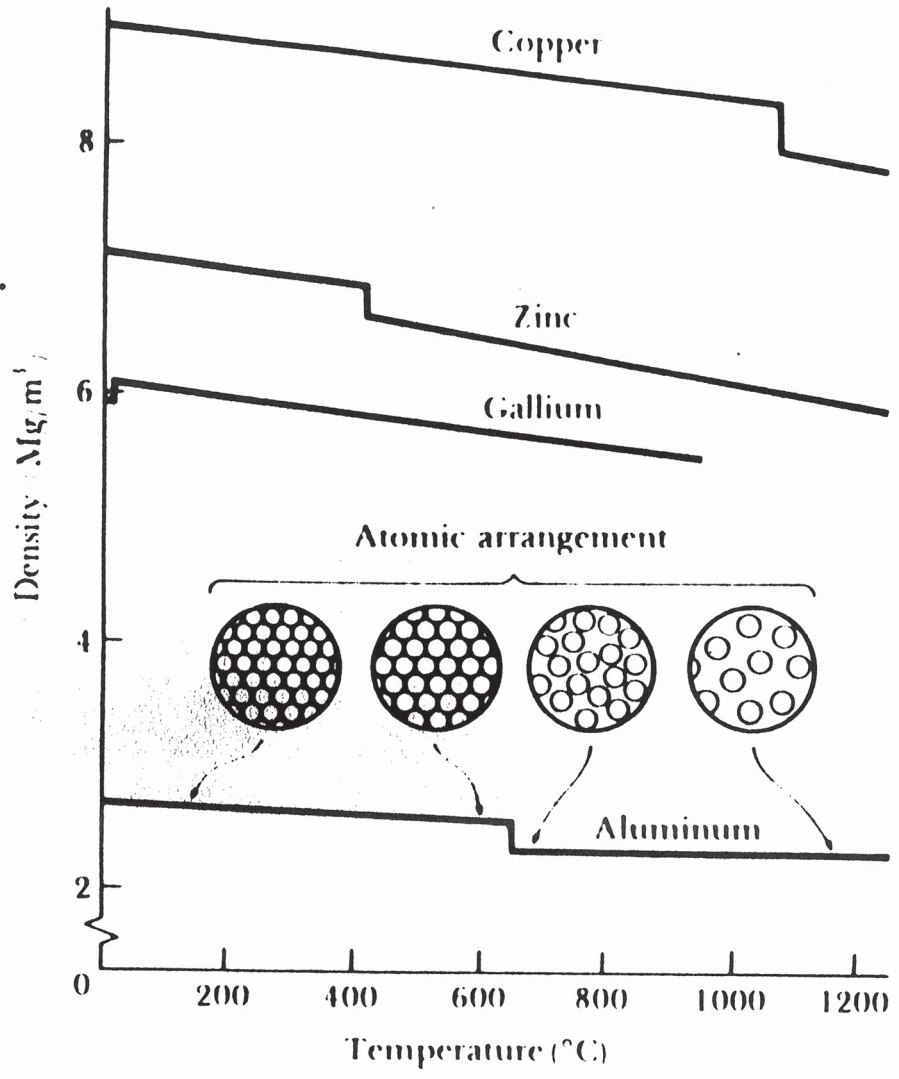 Copper
8
Zinc
6
Gallium
Density (Mg/m³)
Atomic arrangement
4
Aluminum
2
0
200 400 600 800 1000 1200
Temperature (°C)